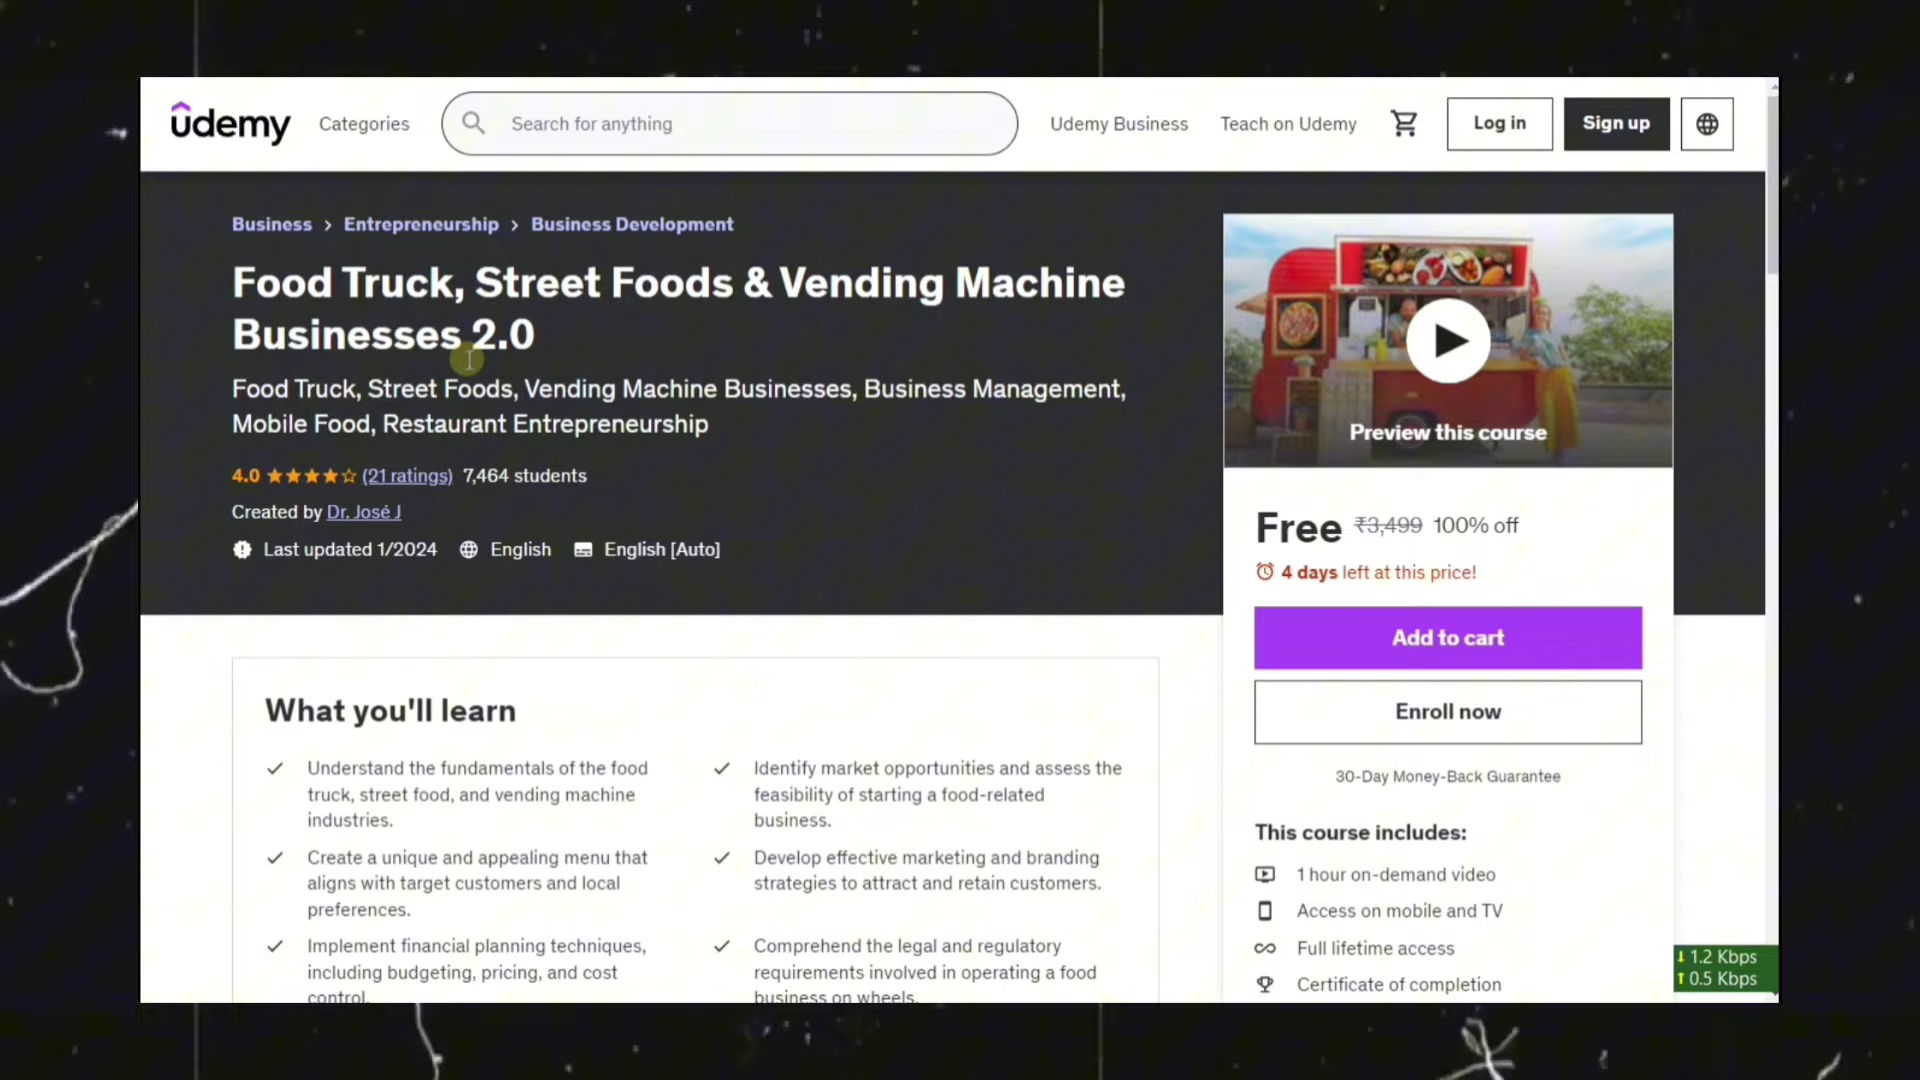 udemy
Categories
Search for anything
Udemy Business
Teach on Udemy
Log in
Sign up
Business > Entrepreneurship > Business Development
Food Truck, Street Foods & Vending Machine
Businesses 2.0
Food Truck, Street Foods, Vending Machine Businesses, Business Management,
Mobile Food, Restaurant Entrepreneurship
4.0 (21 ratings) 7,464 students
Created by Dr. José J
Last updated 1/2024 English English [Auto]
Preview this course
Free ₹3,499 100% off
4 days left at this price!
Add to cart
Enroll now
30-Day Money-Back Guarantee
This course includes:
1 hour on-demand video
Access on mobile and TV
Full lifetime access
Certificate of completion
What you'll learn
Understand the fundamentals of the food
truck, street food, and vending machine
industries.
Identify market opportunities and assess the
feasibility of starting a food-related
business.
Create a unique and appealing menu that
aligns with target customers and local
preferences.
Develop effective marketing and branding
strategies to attract and retain customers.
Implement financial planning techniques,
including budgeting, pricing, and cost
control.
Comprehend the legal and regulatory
requirements involved in operating a food
business on wheels.
1.2 Kbps
0.5 Kbps